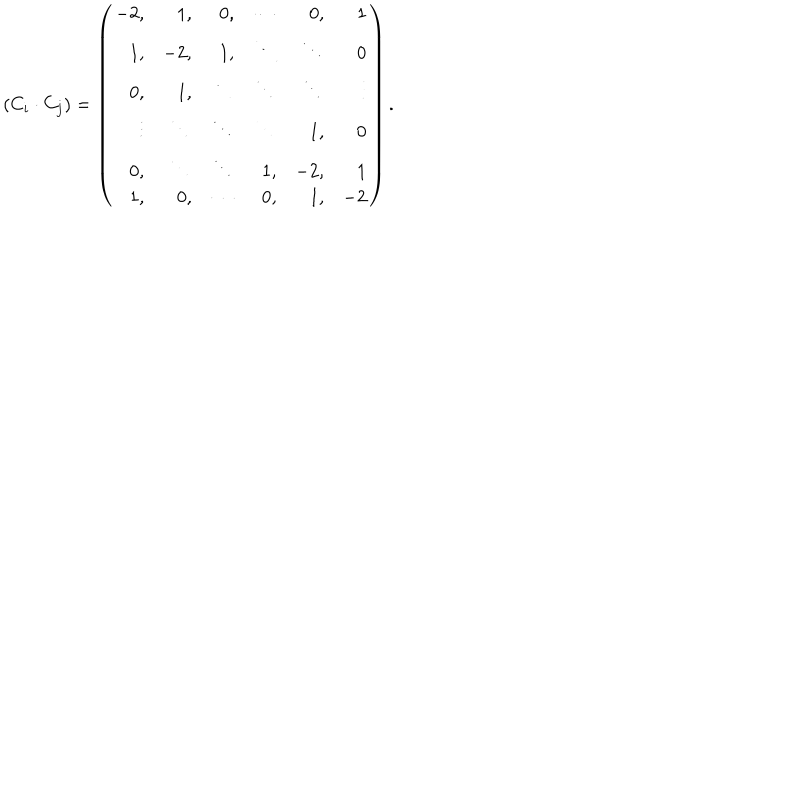 (C_i · C_j) = \begin{pmatrix} -2, & 1, & 0, & \cdots & 0, & 1 \\ 1, & -2, & 1, & \ddots & \ddots & 0 \\ 0, & 1, & \ddots & \ddots & \ddots & \vdots \\ \vdots & \ddots & \ddots & \ddots & 1, & 0 \\ 0, & \ddots & \ddots & 1, & -2, & 1 \\ 1, & 0, & \cdots & 0, & 1, & -2 \end{pmatrix}.